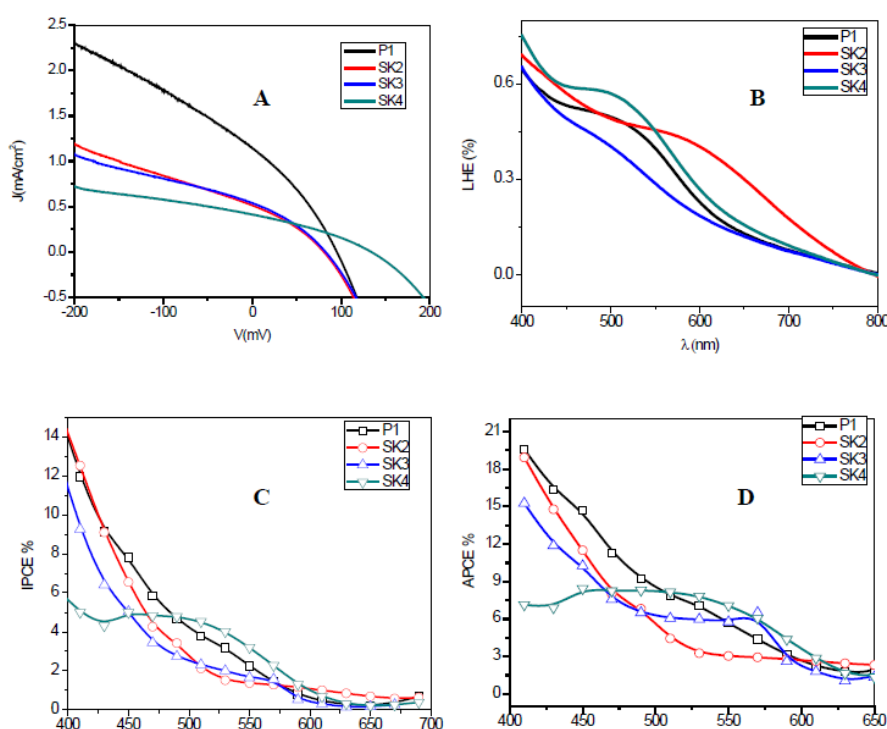 2.5
2.0
1.5
1.0
0.5
0.0
-0.5
J(mA/cm²)
-200
-100
0
100
200
V(mV)
P1
SK2
SK3
SK4
A
0.6
0.3
0.0
LHE (%)
400
500
600
700
800
λ (nm)
P1
SK2
SK3
SK4
B
14
12
10
8
6
4
2
0
IPCE %
400
450
500
550
600
650
700
P1
SK2
SK3
SK4
C
21
18
15
12
9
6
3
0
APCE %
400
450
500
550
600
650
P1
SK2
SK3
SK4
D